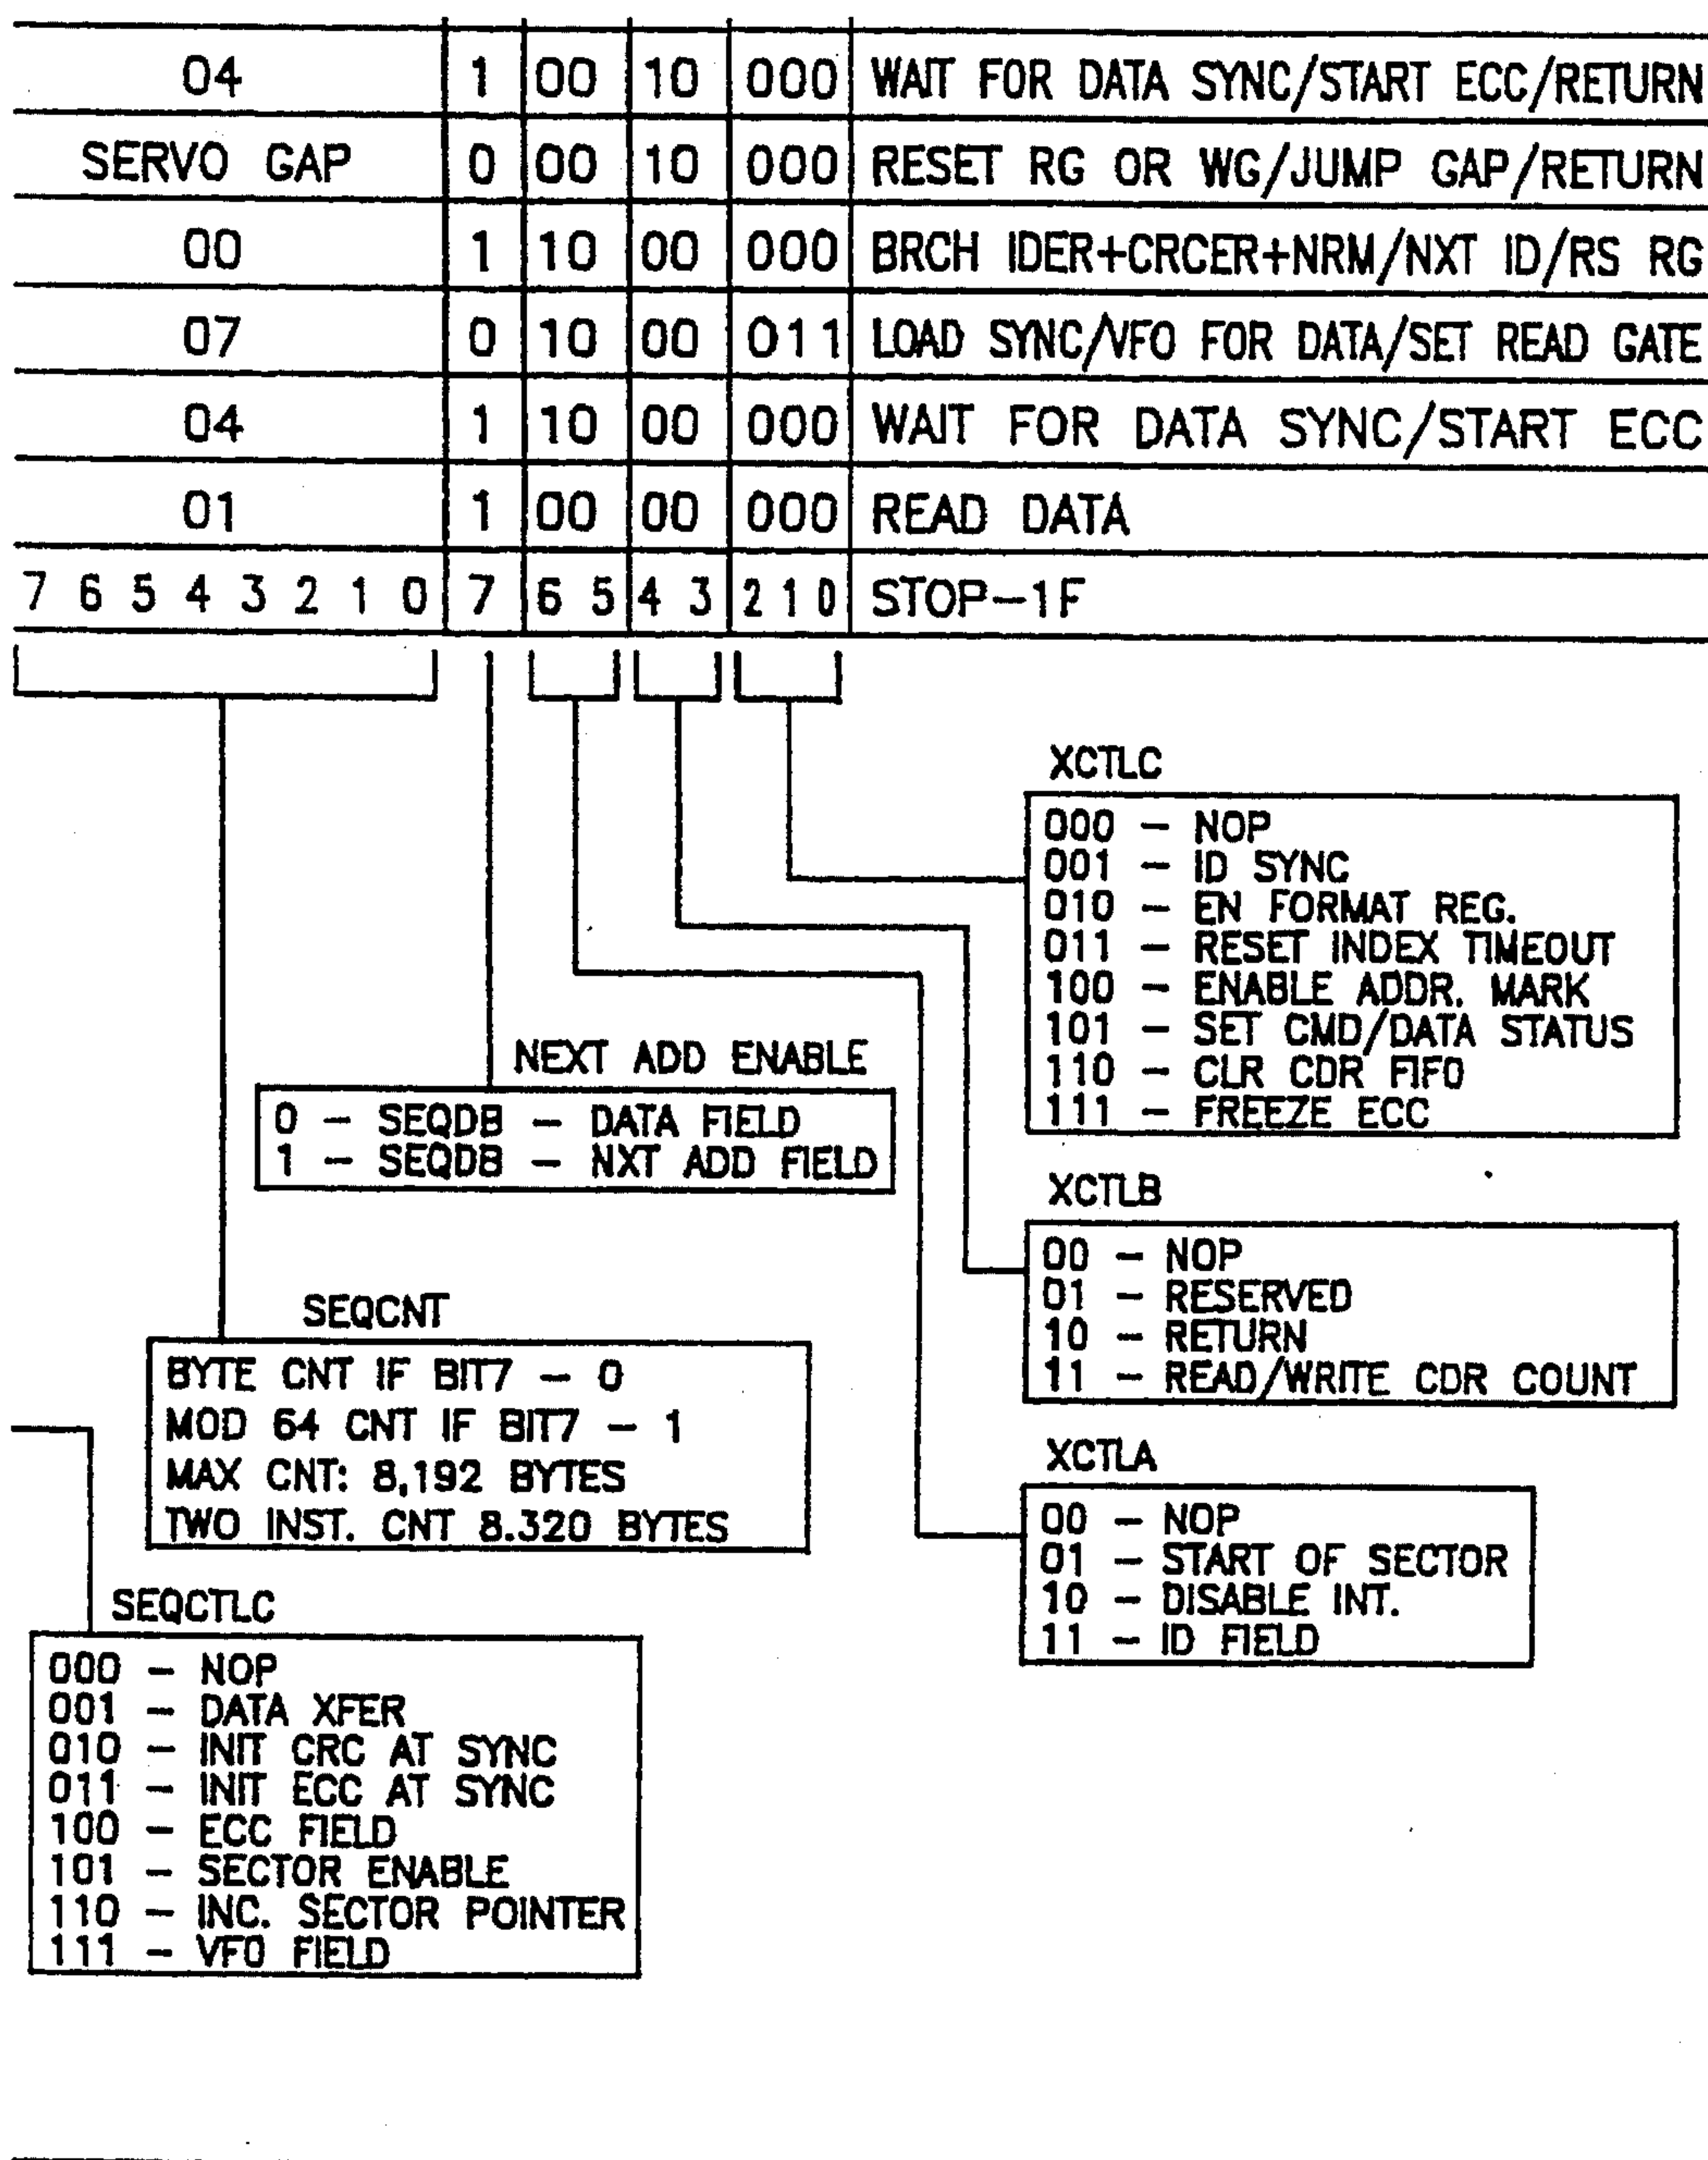 04 1 00 10 000 WAIT FOR DATA SYNC/START ECC/RETURN
SERVO GAP 0 00 10 000 RESET RG OR WG/JUMP GAP/RETURN
00 1 10 00 000 BRCH IDER+CRCER+NRM/NXT ID/RS RG
07 0 10 00 011 LOAD SYNC/VFO FOR DATA/SET READ GATE
04 1 10 00 000 WAIT FOR DATA SYNC/START ECC
01 1 00 00 000 READ DATA
7 6 5 4 3 2 1 0 7 6 5 4 3 2 1 0 STOP-1F
XCTLC
000 - NOP
001 - ID SYNC
010 - EN FORMAT REG.
011 - RESET INDEX TIMEOUT
100 - ENABLE ADDR. MARK
101 - SET CMD/DATA STATUS
110 - CLR CDR FIFO
111 - FREEZE ECC
NEXT ADD ENABLE
0 - SEQDB - DATA FIELD
1 - SEQDB - NXT ADD FIELD
XCTLB
00 - NOP
01 - RESERVED
10 - RETURN
11 - READ/WRITE CDR COUNT
SEQCNT
BYTE CNT IF BIT7 - 0
MOD 64 CNT IF BIT7 - 1
MAX CNT: 8,192 BYTES
TWO INST. CNT 8.320 BYTES
XCTLA
00 - NOP
01 - START OF SECTOR
10 - DISABLE INT.
11 - ID FIELD
SEQCTLC
000 - NOP
001 - DATA XFER
010 - INIT CRC AT SYNC
011 - INIT ECC AT SYNC
100 - ECC FIELD
101 - SECTOR ENABLE
110 - INC. SECTOR POINTER
111 - VFO FIELD